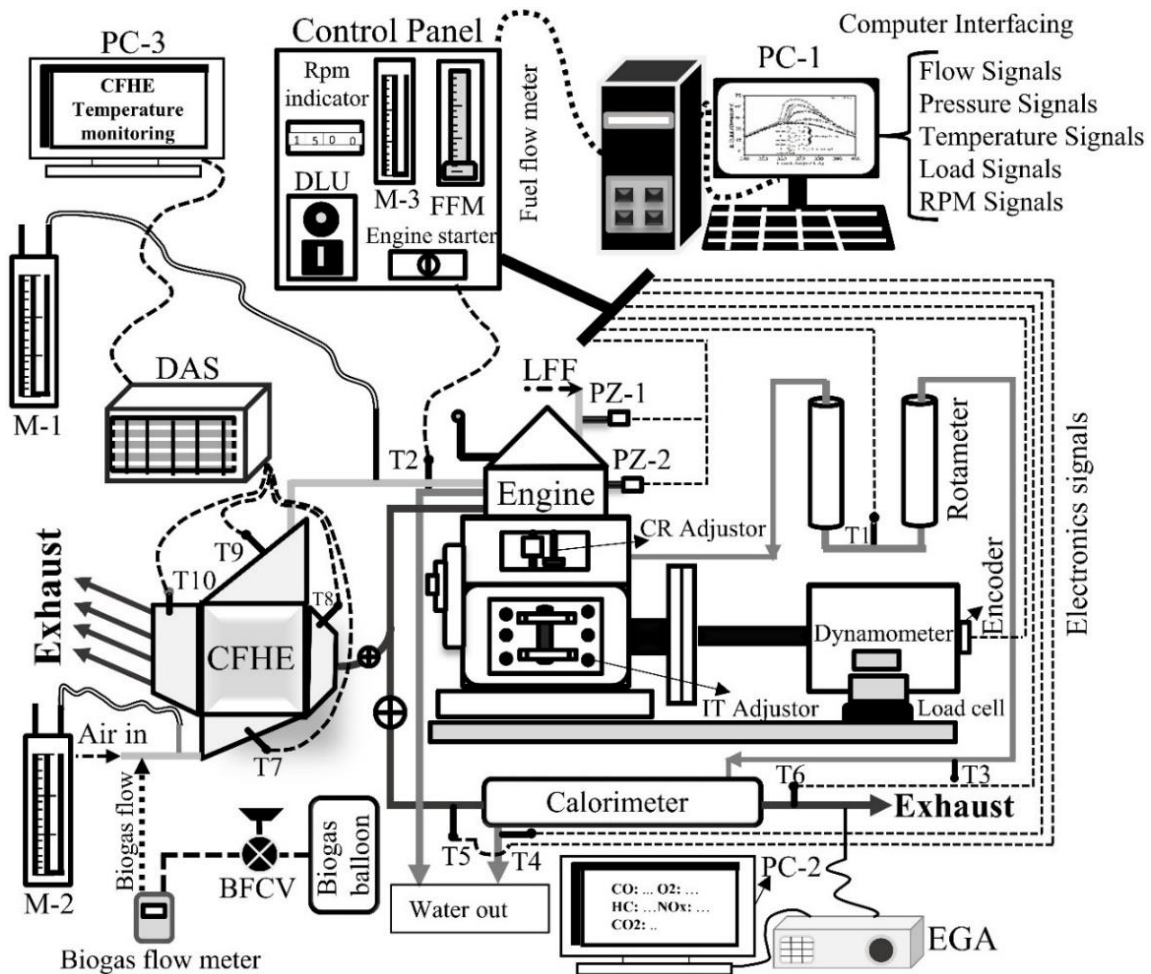 PC-3
CFHE
Temperature
monitoring
Control Panel
Rpm
indicator
1 5 0 0
M-3
FFM
DLU
Engine starter
Fuel flow meter
PC-1
Computer Interfacing
Flow Signals
Pressure Signals
Temperature Signals
Load Signals
RPM Signals
M-1
DAS
LFF
PZ-1
PZ-2
T2
Engine
CR Adjustor
T1
Rotameter
Electronics signals
T9
T10
T8
Exhaust
CFHE
T7
Encoder
Dynamometer
Load cell
IT Adjustor
Air in
M-2
Biogas flow
Biogas flow meter
BFCV
Biogas
balloon
Calorimeter
T6
T3
Exhaust
T5
T4
Water out
PC-2
CO: ... O2: ...
HC: ...NOx: ...
CO2: ..
EGA